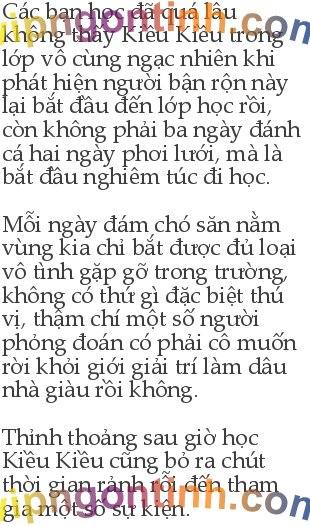 Các bạn học đã quá lâu
không thấy Kiều Kiều trong
lớp vô cùng ngạc nhiên khi
phát hiện người bận rộn này
lại bắt đầu đến lớp học rồi,
còn không phải ba ngày đánh
cá hai ngày phơi lưới, mà là
bắt đầu nghiêm túc đi học.
Mỗi ngày đám chó săn nằm
vùng kia chỉ bắt được đủ loại
vô tình gặp gỡ trong trường,
không có thứ gì đặc biệt thú
vị, thậm chí một số người
phỏng đoán có phải cô muốn
rời khỏi giới giải trí làm dâu
nhà giàu rồi không.
Thỉnh thoảng sau giờ học
Kiều Kiều cũng bỏ ra chút
thời gian rảnh rỗi đến tham
gia một số sự kiện.
vipngontinh.com
vipngontinh.com